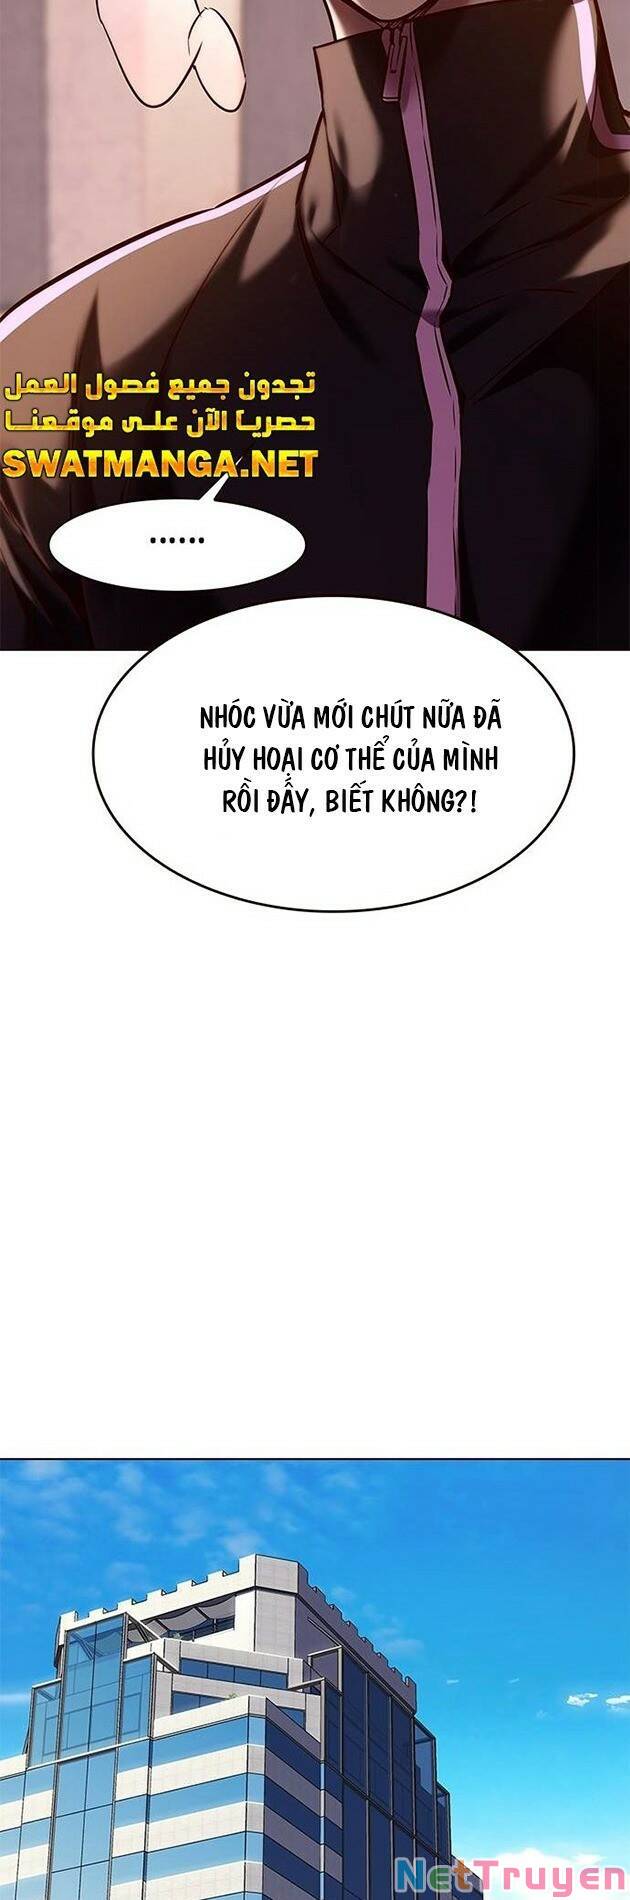 تجدون جميع فصول العمل
حصريا الآن على موقعنا
SWATMANGA.NET
......
NHÓC VỪA MỚI CHÚT NỮA ĐÃ
HỦY HOẠI CƠ THỂ CỦA MÌNH
RỒI ĐẤY, BIẾT KHÔNG?!
NetTruyen